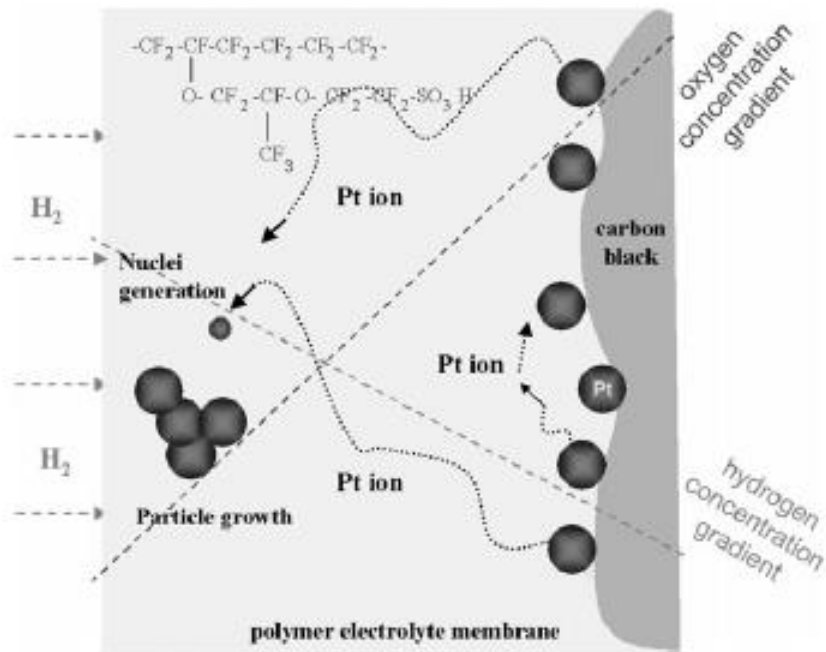 -CF₂-CF-CF₂-CF₂-CF₂-CF₂-
O- CF₂-CF-O- CF₂-CF₂-SO₃ H
CF₃
oxygen
concentration
gradient
Pt ion
H₂
carbon
black
Nuclei
generation
Pt ion
Pt
H₂
Pt ion
hydrogen
concentration
gradient
Particle growth
polymer electrolyte membrane